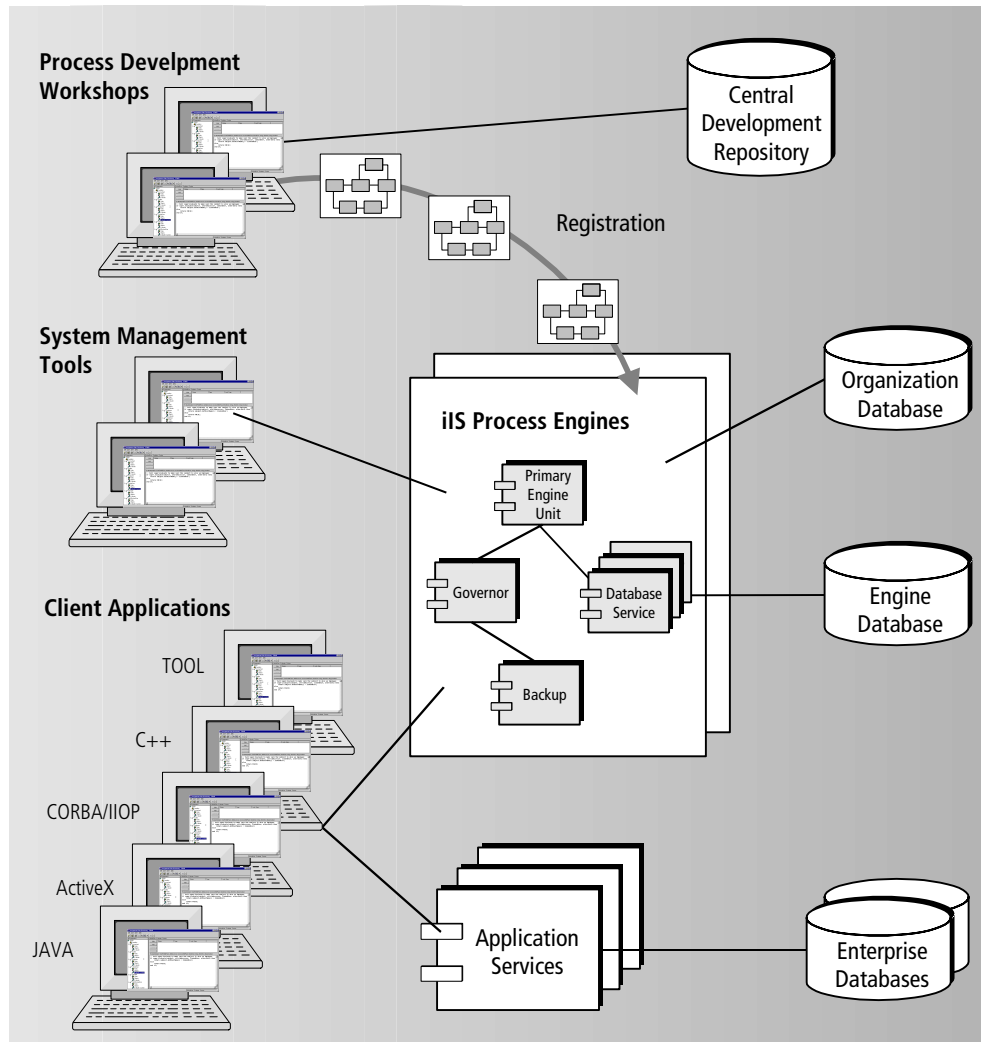 Process Develpment
Workshops
Central
Development
Repository
Registration
System Management
Tools
Organization
Database
iIS Process Engines
Primary
Engine
Unit
Governor
Database
Service
Engine
Database
Backup
Client Applications
TOOL
C++
CORBA/IIOP
ActiveX
JAVA
Application
Services
Enterprise
Databases